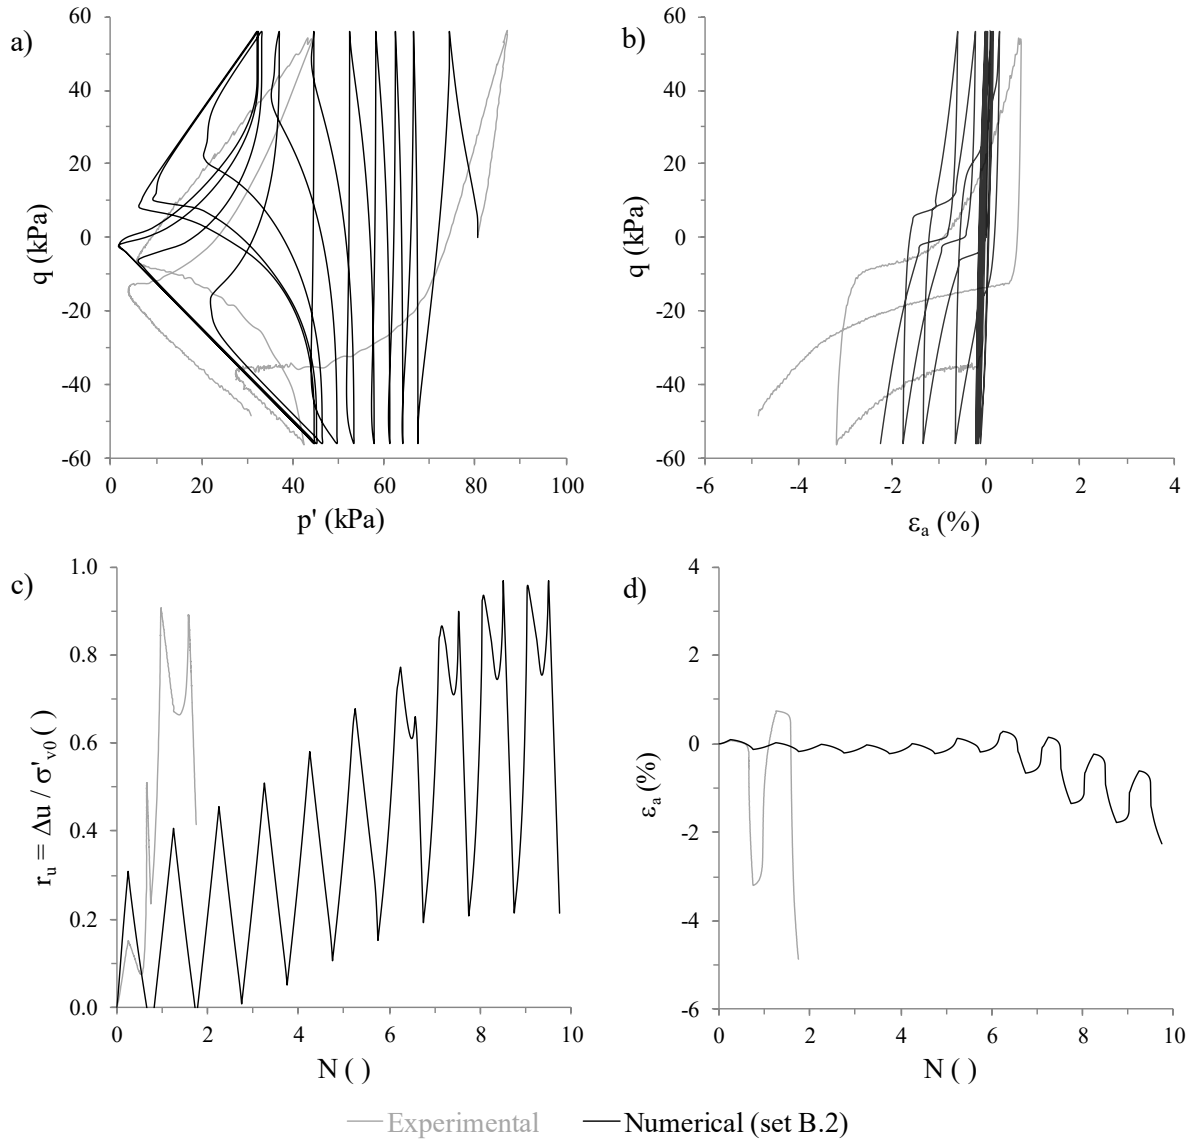 a)
60
40
20
0
-20
-40
-60
q (kPa)
0 20 40 60 80 100
p' (kPa)
b)
60
40
20
0
-20
-40
-60
q (kPa)
-6 -4 -2 0 2 4
εa (%)
c)
1.0
0.8
0.6
0.4
0.2
0.0
ru = Δu / σ'v0 ( )
0 2 4 6 8 10
N ( )
d)
4
2
0
-2
-4
-6
εa (%)
0 2 4 6 8 10
N ( )
Experimental Numerical (set B.2)